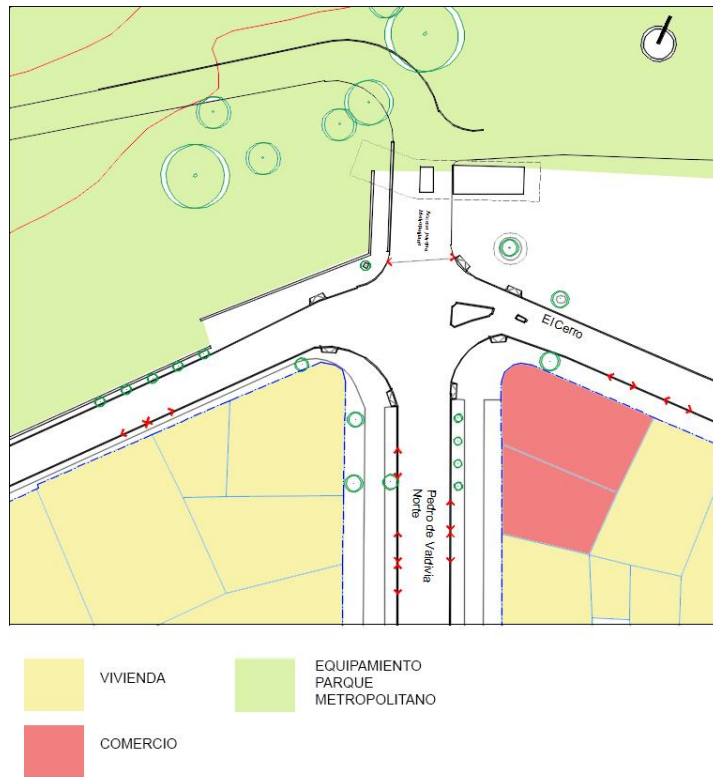 El Cerro
Pedro de Valdivia
Norte
VIVIENDA
EQUIPAMIENTO
PARQUE
METROPOLITANO
COMERCIO